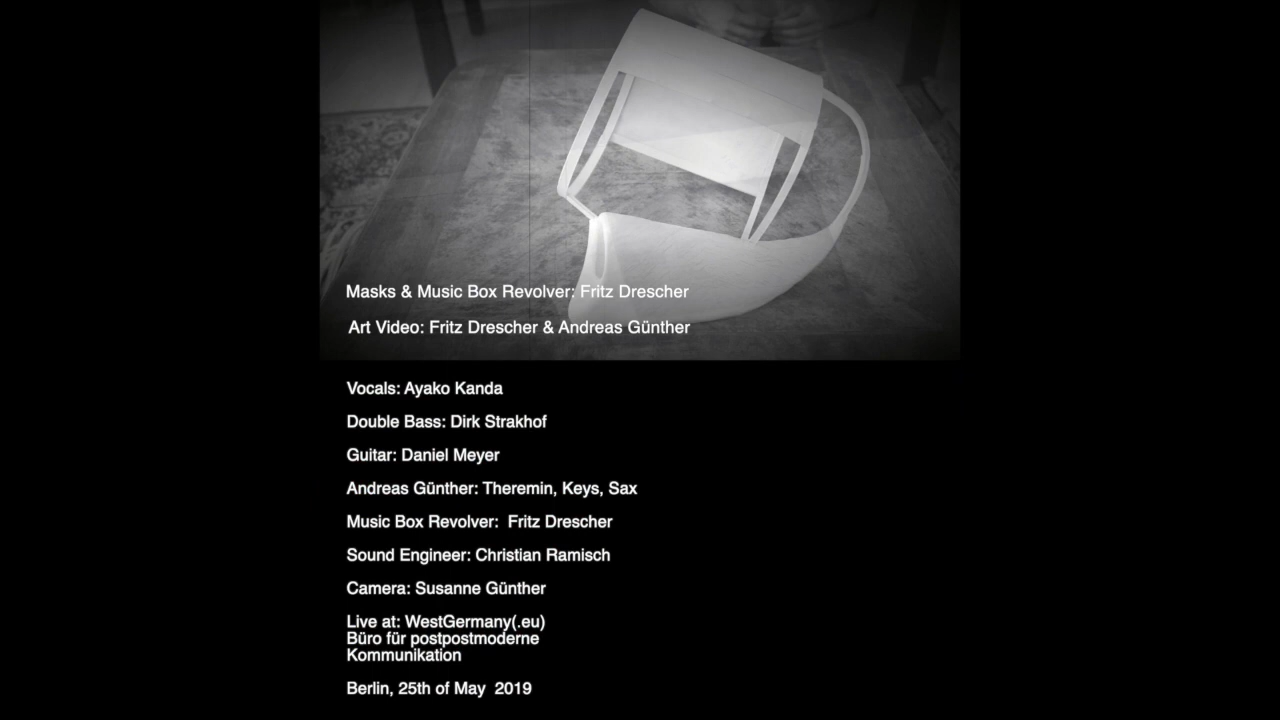 Masks & Music Box Revolver: Fritz Drescher
Art Video: Fritz Drescher & Andreas Günther
Vocals: Ayako Kanda
Double Bass: Dirk Strakhof
Guitar: Daniel Meyer
Andreas Günther: Theremin, Keys, Sax
Music Box Revolver:  Fritz Drescher
Sound Engineer: Christian Ramisch
Camera: Susanne Günther
Live at: WestGermany(.eu)
Büro für postpostmoderne
Kommunikation
Berlin, 25th of May  2019